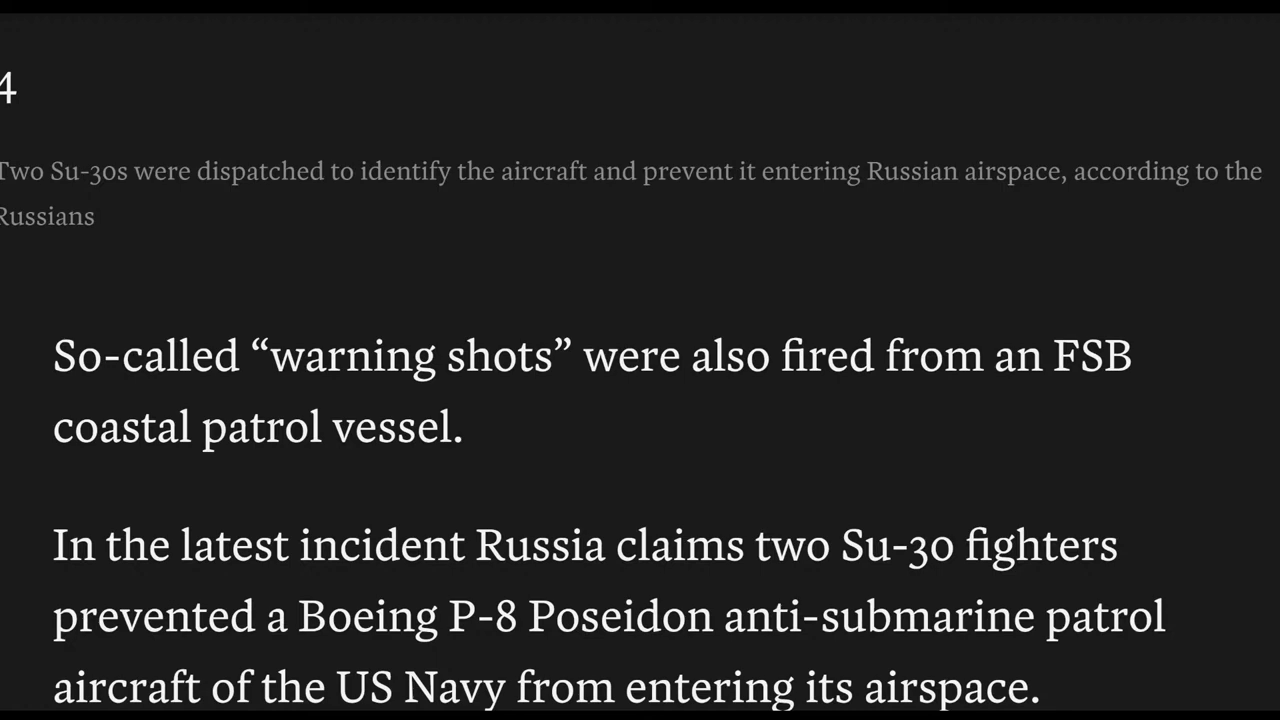 4
Two Su-30s were dispatched to identify the aircraft and prevent it entering Russian airspace, according to the
Russians
So-called “warning shots” were also fired from an FSB
coastal patrol vessel.
In the latest incident Russia claims two Su-30 fighters
prevented a Boeing P-8 Poseidon anti-submarine patrol
aircraft of the US Navy from entering its airspace.